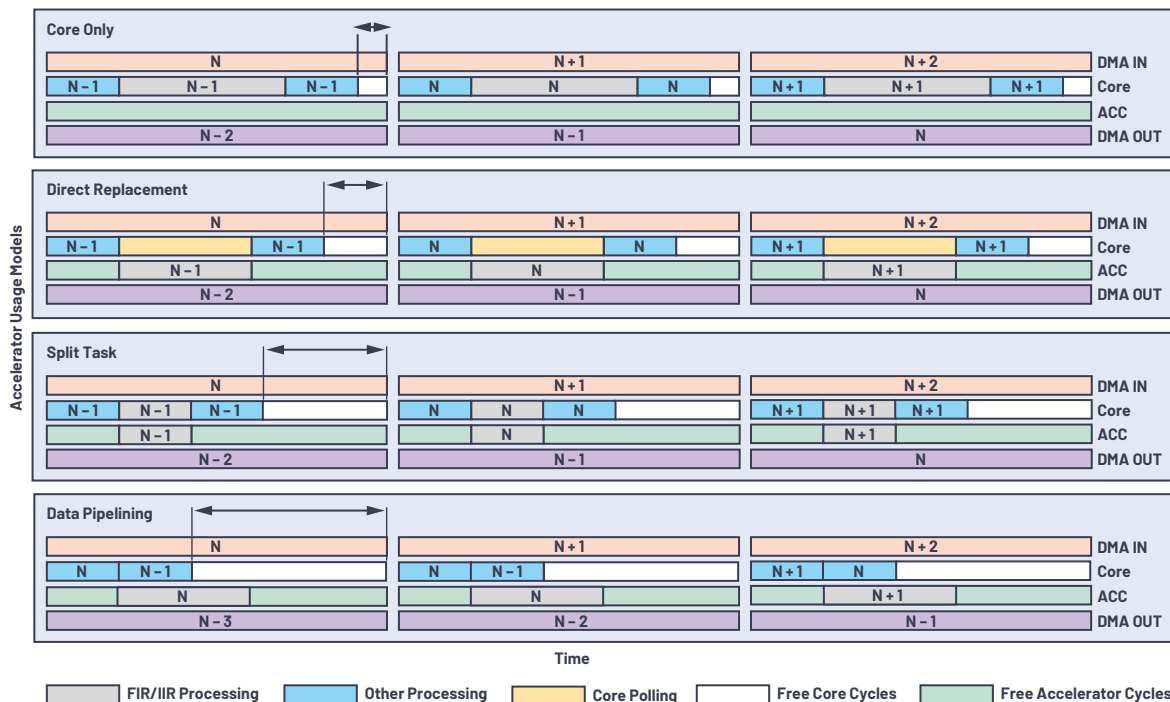 Accelerator Usage Models
Core Only
N N + 1 N + 2 DMA IN
N – 1 N – 1 N – 1 N N N N + 1 N + 1 N + 1 Core
ACC
N – 2 N – 1 N DMA OUT
Direct Replacement
N N + 1 N + 2 DMA IN
N – 1 N – 1 N N N + 1 N + 1 Core
N – 1 N N + 1 ACC
N – 2 N – 1 N DMA OUT
Split Task
N N + 1 N + 2 DMA IN
N – 1 N – 1 N – 1 N N N N + 1 N + 1 N + 1 Core
N – 1 N N + 1 ACC
N – 2 N – 1 N DMA OUT
Data Pipelining
N N + 1 N + 2 DMA IN
N N – 1 N N – 1 N + 1 N Core
N N N + 1 ACC
N – 3 N – 2 N – 1 DMA OUT
Time
FIR/IIR Processing Other Processing Core Polling Free Core Cycles Free Accelerator Cycles